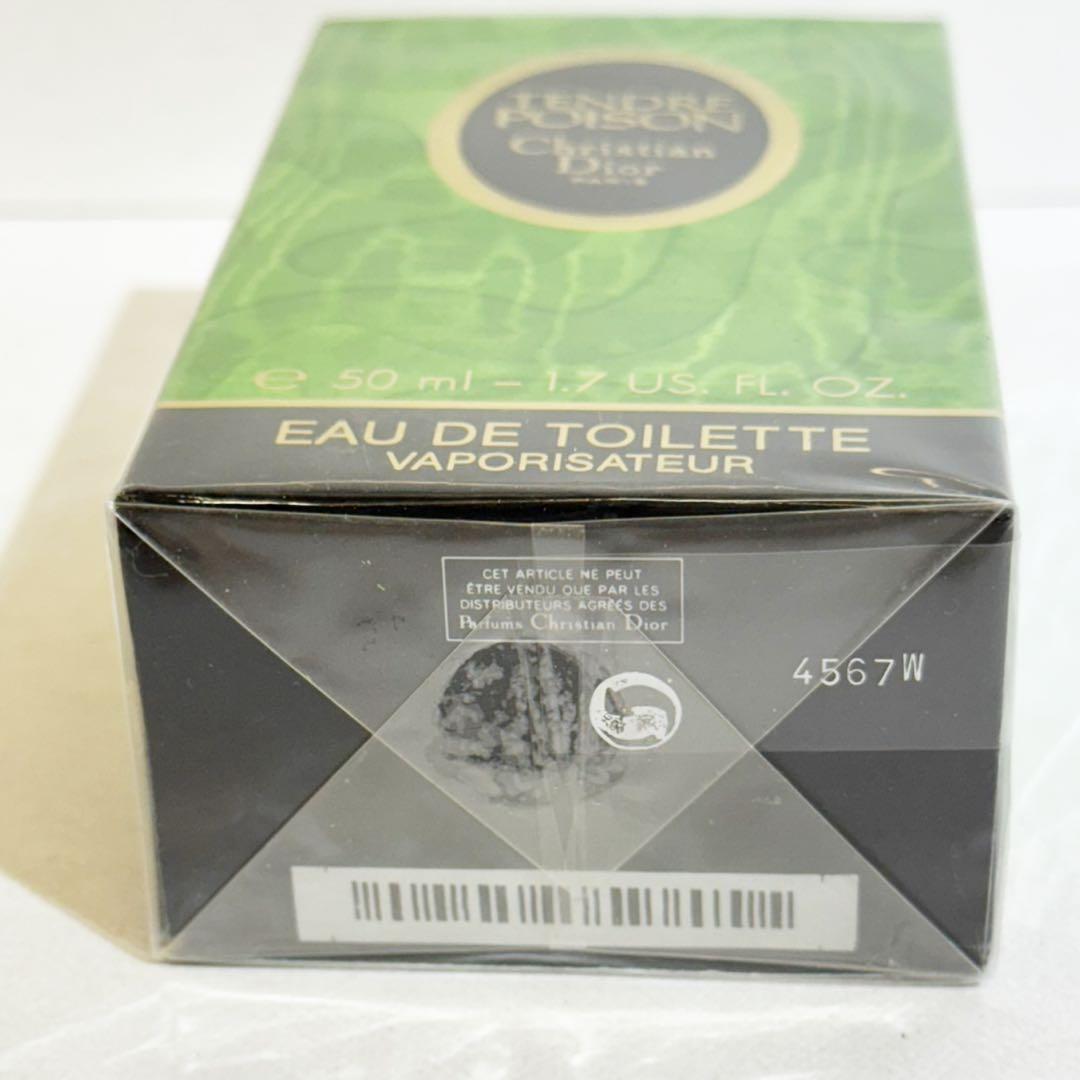 TENDRE
POISON
Christian
Dior
PARIS
e 50 ml – 1.7 US. FL. OZ.
EAU DE TOILETTE
VAPORISATEUR
CET ARTICLE NE PEUT
ÊTRE VENDU QUE PAR LES
DISTRIBUTEURS AGRÉÉS DES
Parfums Christian Dior
4567W